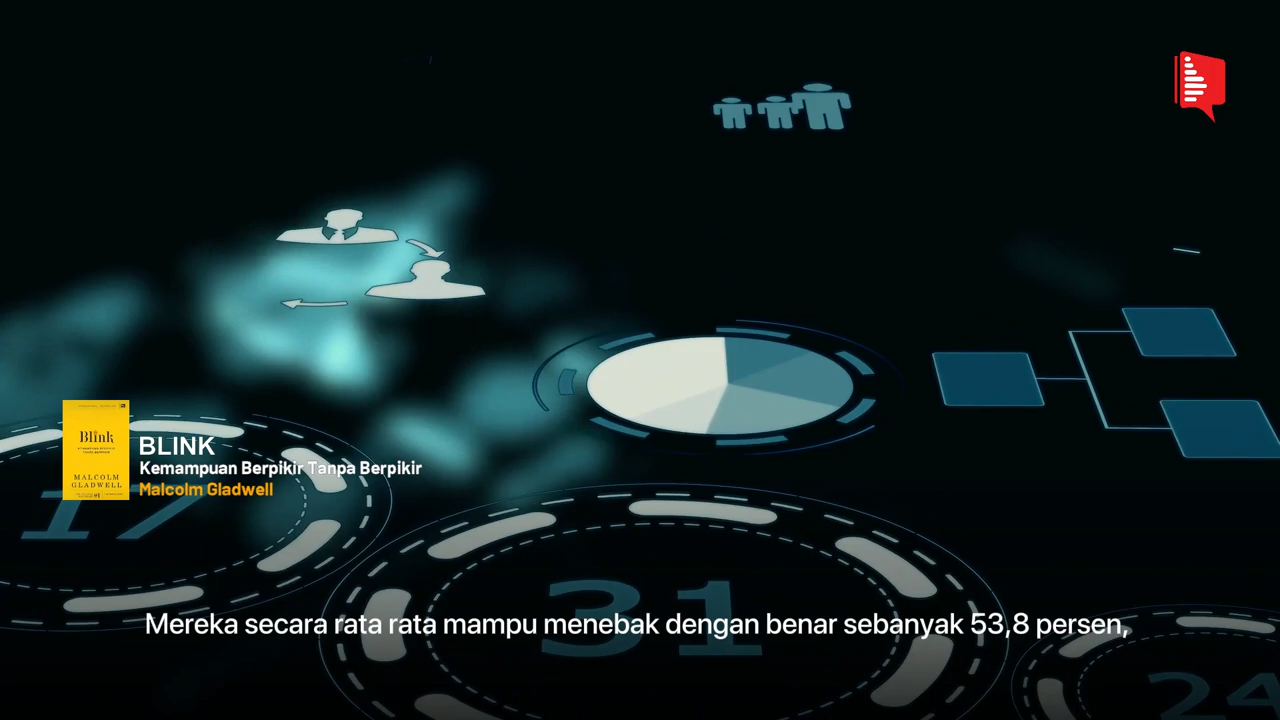 Blink
MALCOLM
GLADWELL
BLINK
Kemampuan Berpikir Tanpa Berpikir
Malcolm Gladwell
17
31
24
Mereka secara rata rata mampu menebak dengan benar sebanyak 53,8 persen,